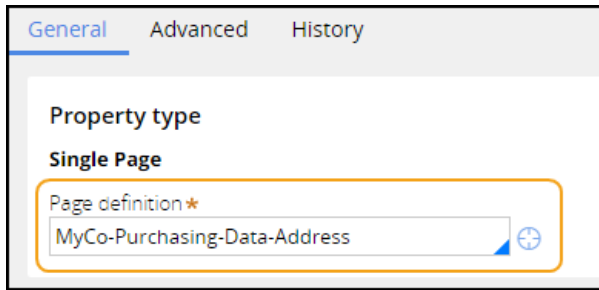 General Advanced History
Property type
Single Page
Page definition★
MyCo-Purchasing-Data-Address